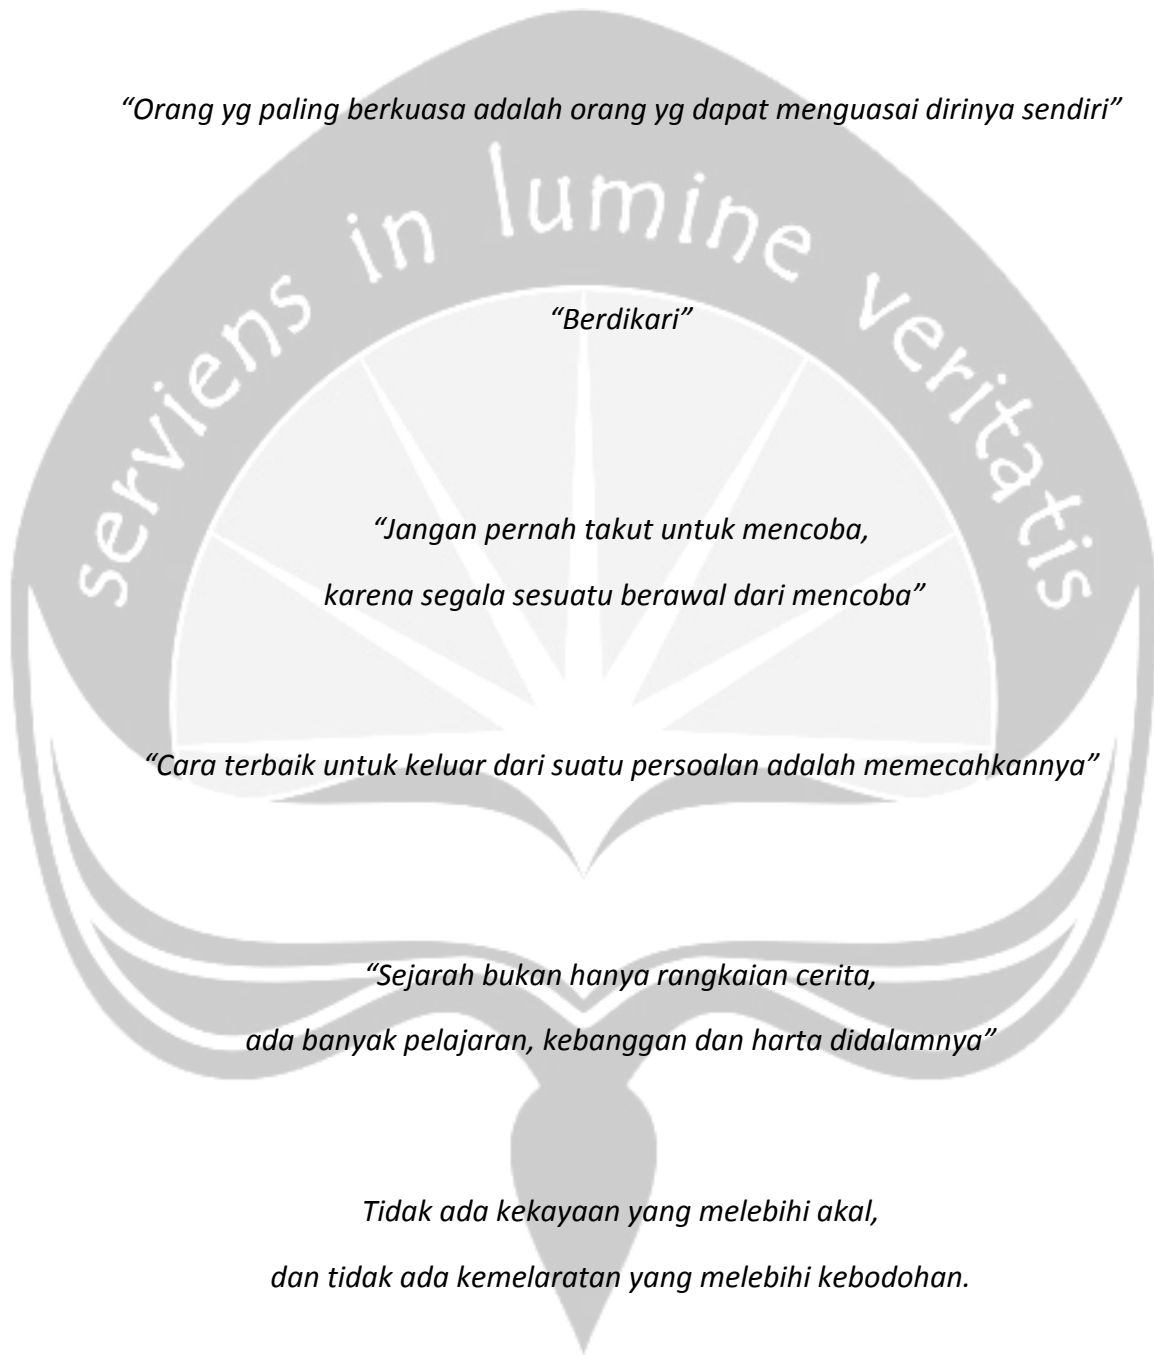 “Orang yg paling berkuasa adalah orang yg dapat menguasai dirinya sendiri”
serviens in lumine veritatis
“Berdikari”
“Jangan pernah takut untuk mencoba,
karena segala sesuatu berawal dari mencoba”
“Cara terbaik untuk keluar dari suatu persoalan adalah memecahkannya”
“Sejarah bukan hanya rangkaian cerita,
ada banyak pelajaran, kebanggan dan harta didalamnya”
Tidak ada kekayaan yang melebihi akal,
dan tidak ada kemelaratan yang melebihi kebodohan.